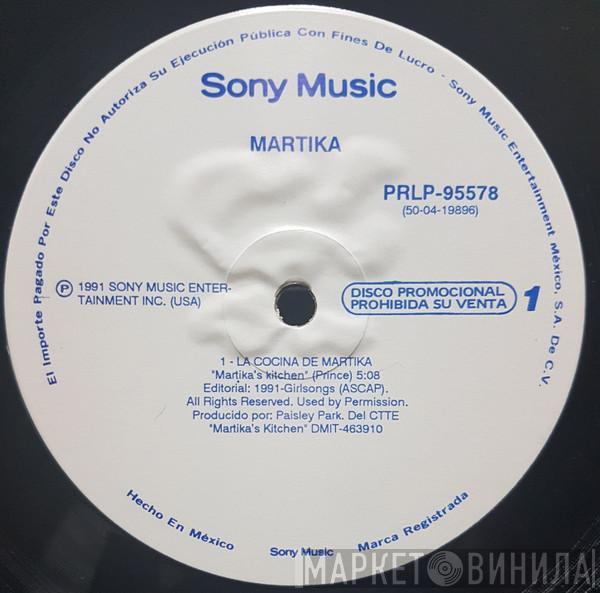 El Importe Pagado Por Este Disco No Autoriza Su Ejecución Pública Con Fines De Lucro - Sony Music Entertainment México, S.A. De C.V.
Sony Music
MARTIKA
PRLP-95578
(50-04-19896)
℗ 1991 SONY MUSIC ENTER-
TAINMENT INC. (USA)
DISCO PROMOCIONAL
PROHIBIDA SU VENTA
1
1 - LA COCINA DE MARTIKA
"Martika's kitchen" (Prince) 5:08
Editorial: 1991-Girlsongs (ASCAP).
All Rights Reserved. Used by Permission.
Producido por: Paisley Park. Del CTTE
"Martika's Kitchen" DMIT-463910
Hecho En México
Sony Music
Marca Registrada
МАРКЕТ ВИНИЛА